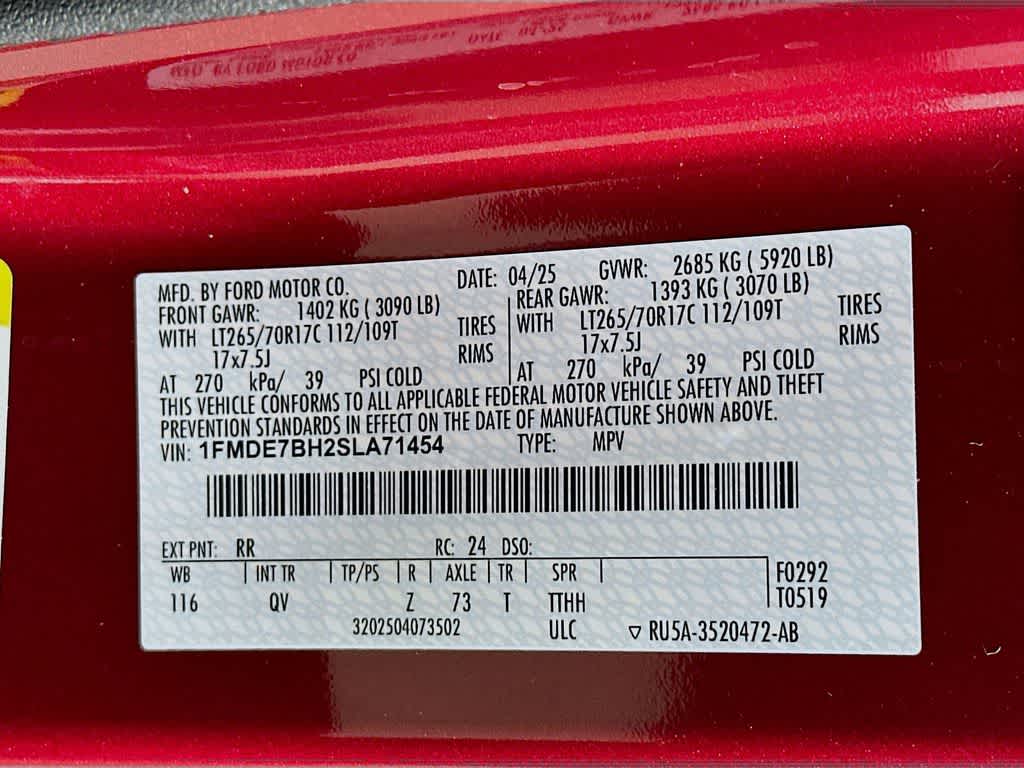 MFD. BY FORD MOTOR CO. DATE: 04/25 GVWR: 2685 KG ( 5920 LB)
FRONT GAWR: 1402 KG ( 3090 LB) REAR GAWR: 1393 KG ( 3070 LB)
WITH LT265/70R17C 112/109T TIRES WITH LT265/70R17C 112/109T TIRES
17x7.5J RIMS 17x7.5J RIMS
AT 270 kPa/ 39 PSI COLD AT 270 kPa/ 39 PSI COLD
THIS VEHICLE CONFORMS TO ALL APPLICABLE FEDERAL MOTOR VEHICLE SAFETY AND THEFT
PREVENTION STANDARDS IN EFFECT ON THE DATE OF MANUFACTURE SHOWN ABOVE.
VIN: 1FMDE7BH2SLA71454 TYPE: MPV
EXT PNT: RR RC: 24 DSO:
WB INT TR TP/PS R AXLE TR SPR F0292
116 QV Z 73 T TTHH T0519
3202504073502 ULC ▽ RU5A-3520472-AB